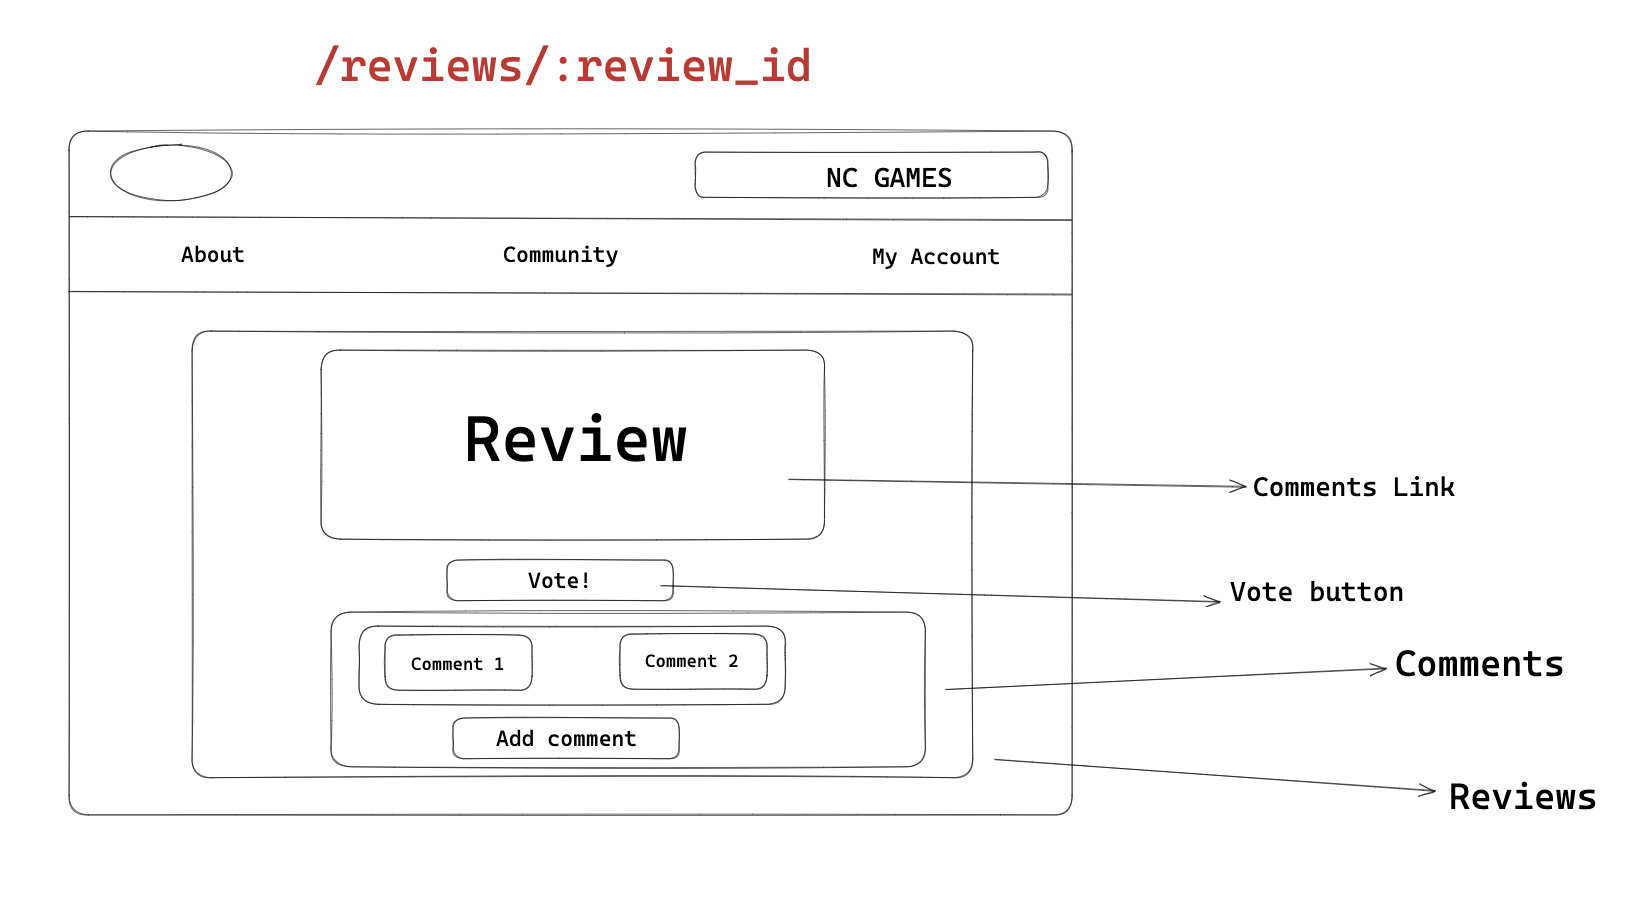 /reviews/:review_id
NC GAMES
About
Community
My Account
Review
Comments Link
Vote!
Vote button
Comment 1
Comment 2
Comments
Add comment
Reviews